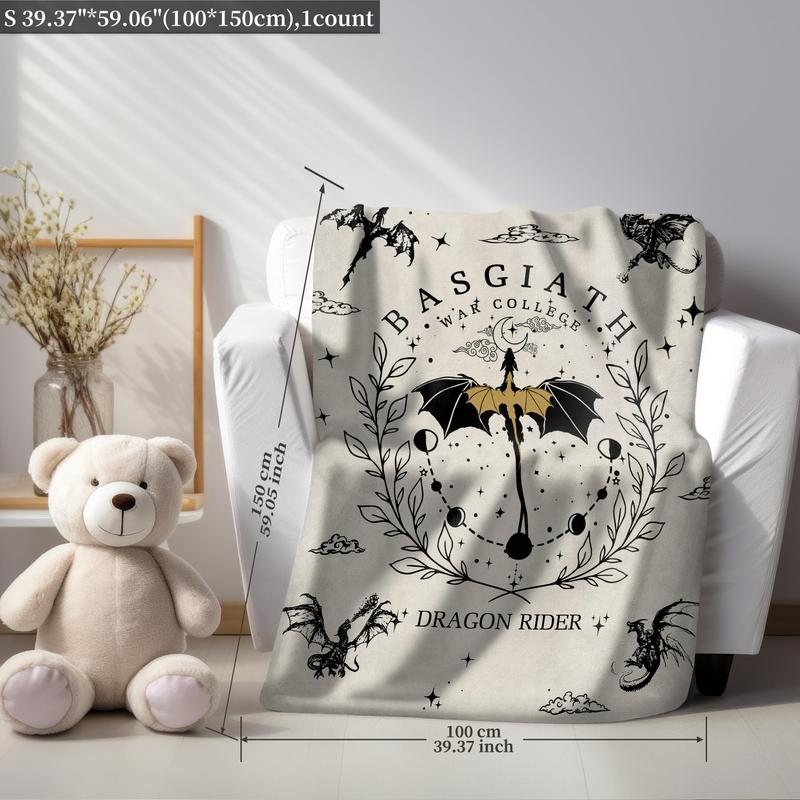 S 39.37"*59.06"(100*150cm),1count
BASGIATH
WAR COLLEGE
150 cm
59.05 inch
DRAGON RIDER
100 cm
39.37 inch